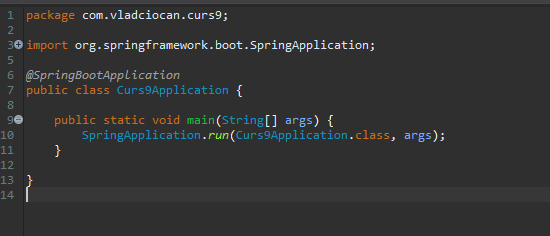 1 package com.vladciocan.curs9;
2
3 import org.springframework.boot.SpringApplication;
5
6 @SpringBootApplication
7 public class Curs9Application {
8
9 public static void main(String[] args) {
10 SpringApplication.run(Curs9Application.class, args);
11 }
12
13 }
14